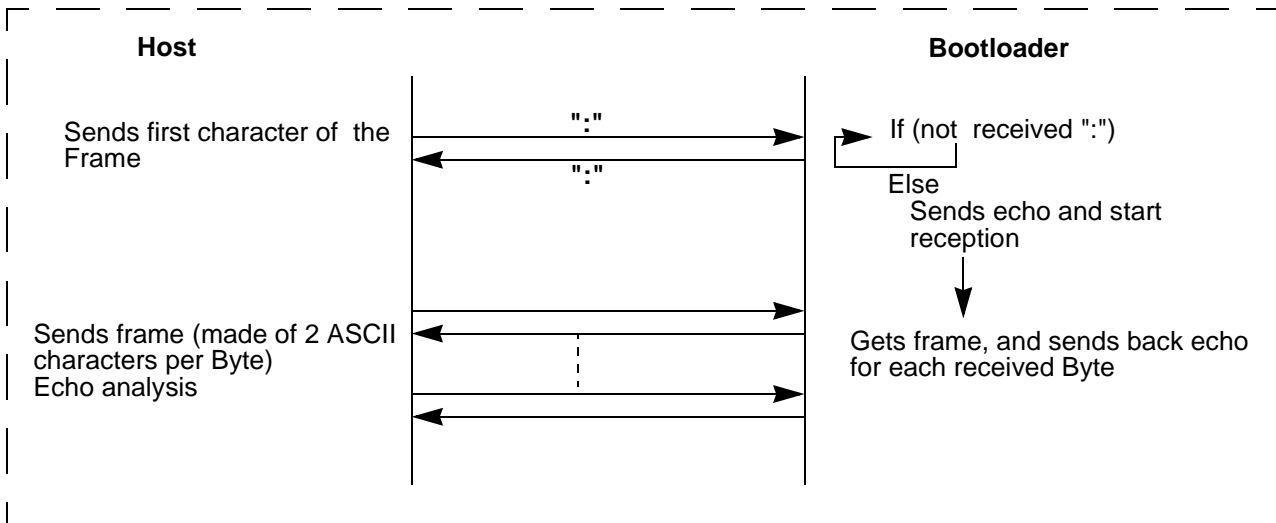 Host
Bootloader
Sends first character of the
Frame
":"
":"
If (not received ":")
Else
Sends echo and start
reception
Sends frame (made of 2 ASCII
characters per Byte)
Echo analysis
Gets frame, and sends back echo
for each received Byte